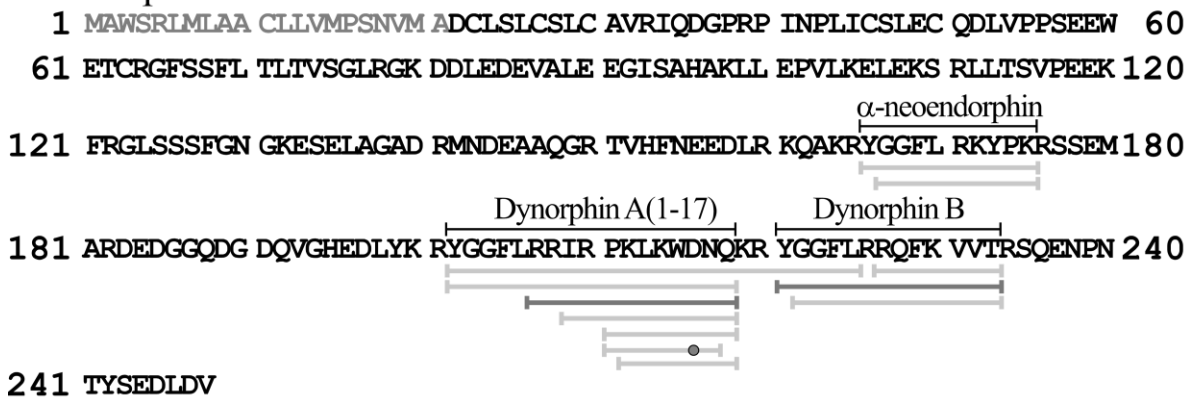 1 MAWSRLMLAA CLLVMPSNVM ADCLSLCSLC AVRIQDGPRP INPLICSLEC QDLVPPSEEW 60
61 ETCRGFSSFL TLTVSGLRGK DDLEDEVALE EGISAHAKLL EPVLKELEKS RLLTSVPEEK 120
α-neoendorphin
121 FRGLSSSFGN GKESELAGAD RMNDEAAQGR TVHFNEEDLR KQAKRYGGFL RKYPKRSSEM 180
Dynorphin A(1-17) Dynorphin B
181 ARDEDGGQDG DQVGHEDLYK RYGGFLRRIR PKLKWDNQKR YGGFLRRQFK VVTRSQENPN 240
241 TYSEDLDV